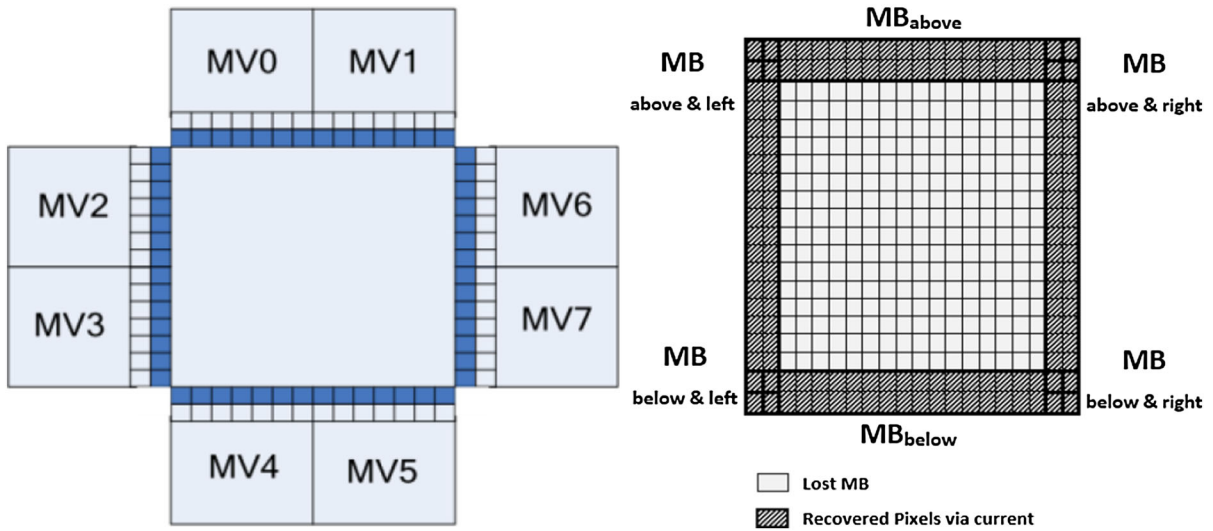 MV0 MV1
MV2 MV6
MV3 MV7
MV4 MV5
MBabove
MB MB
above & left above & right
MB MB
below & left below & right
MBbelow
Lost MB
Recovered Pixels via current